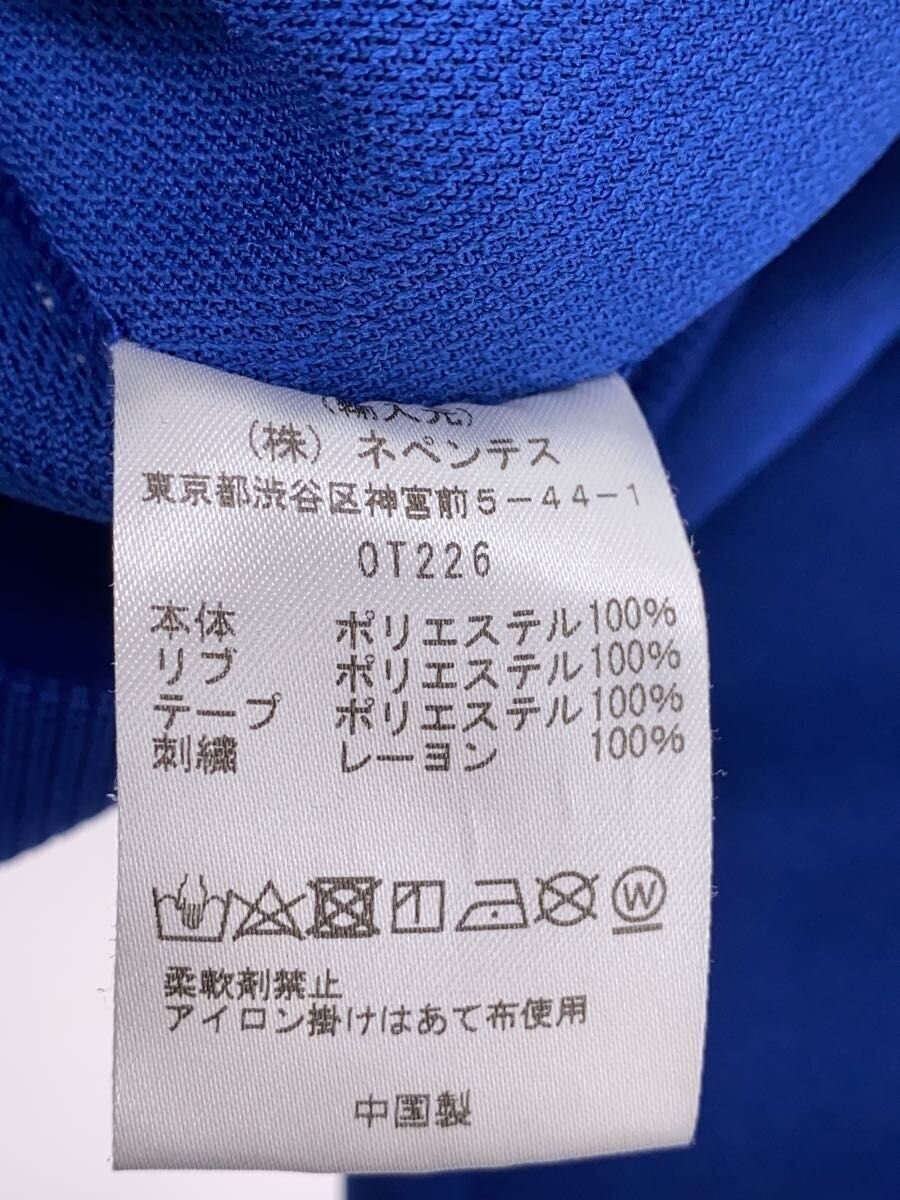 (輸入元)
(株) ネペンテス
東京都渋谷区神宮前5-44-1
OT226
本体 ポリエステル100%
リブ ポリエステル100%
テープ ポリエステル100%
刺繍 レーヨン 100%
W
柔軟剤禁止
アイロン掛けはあて布使用
中国製